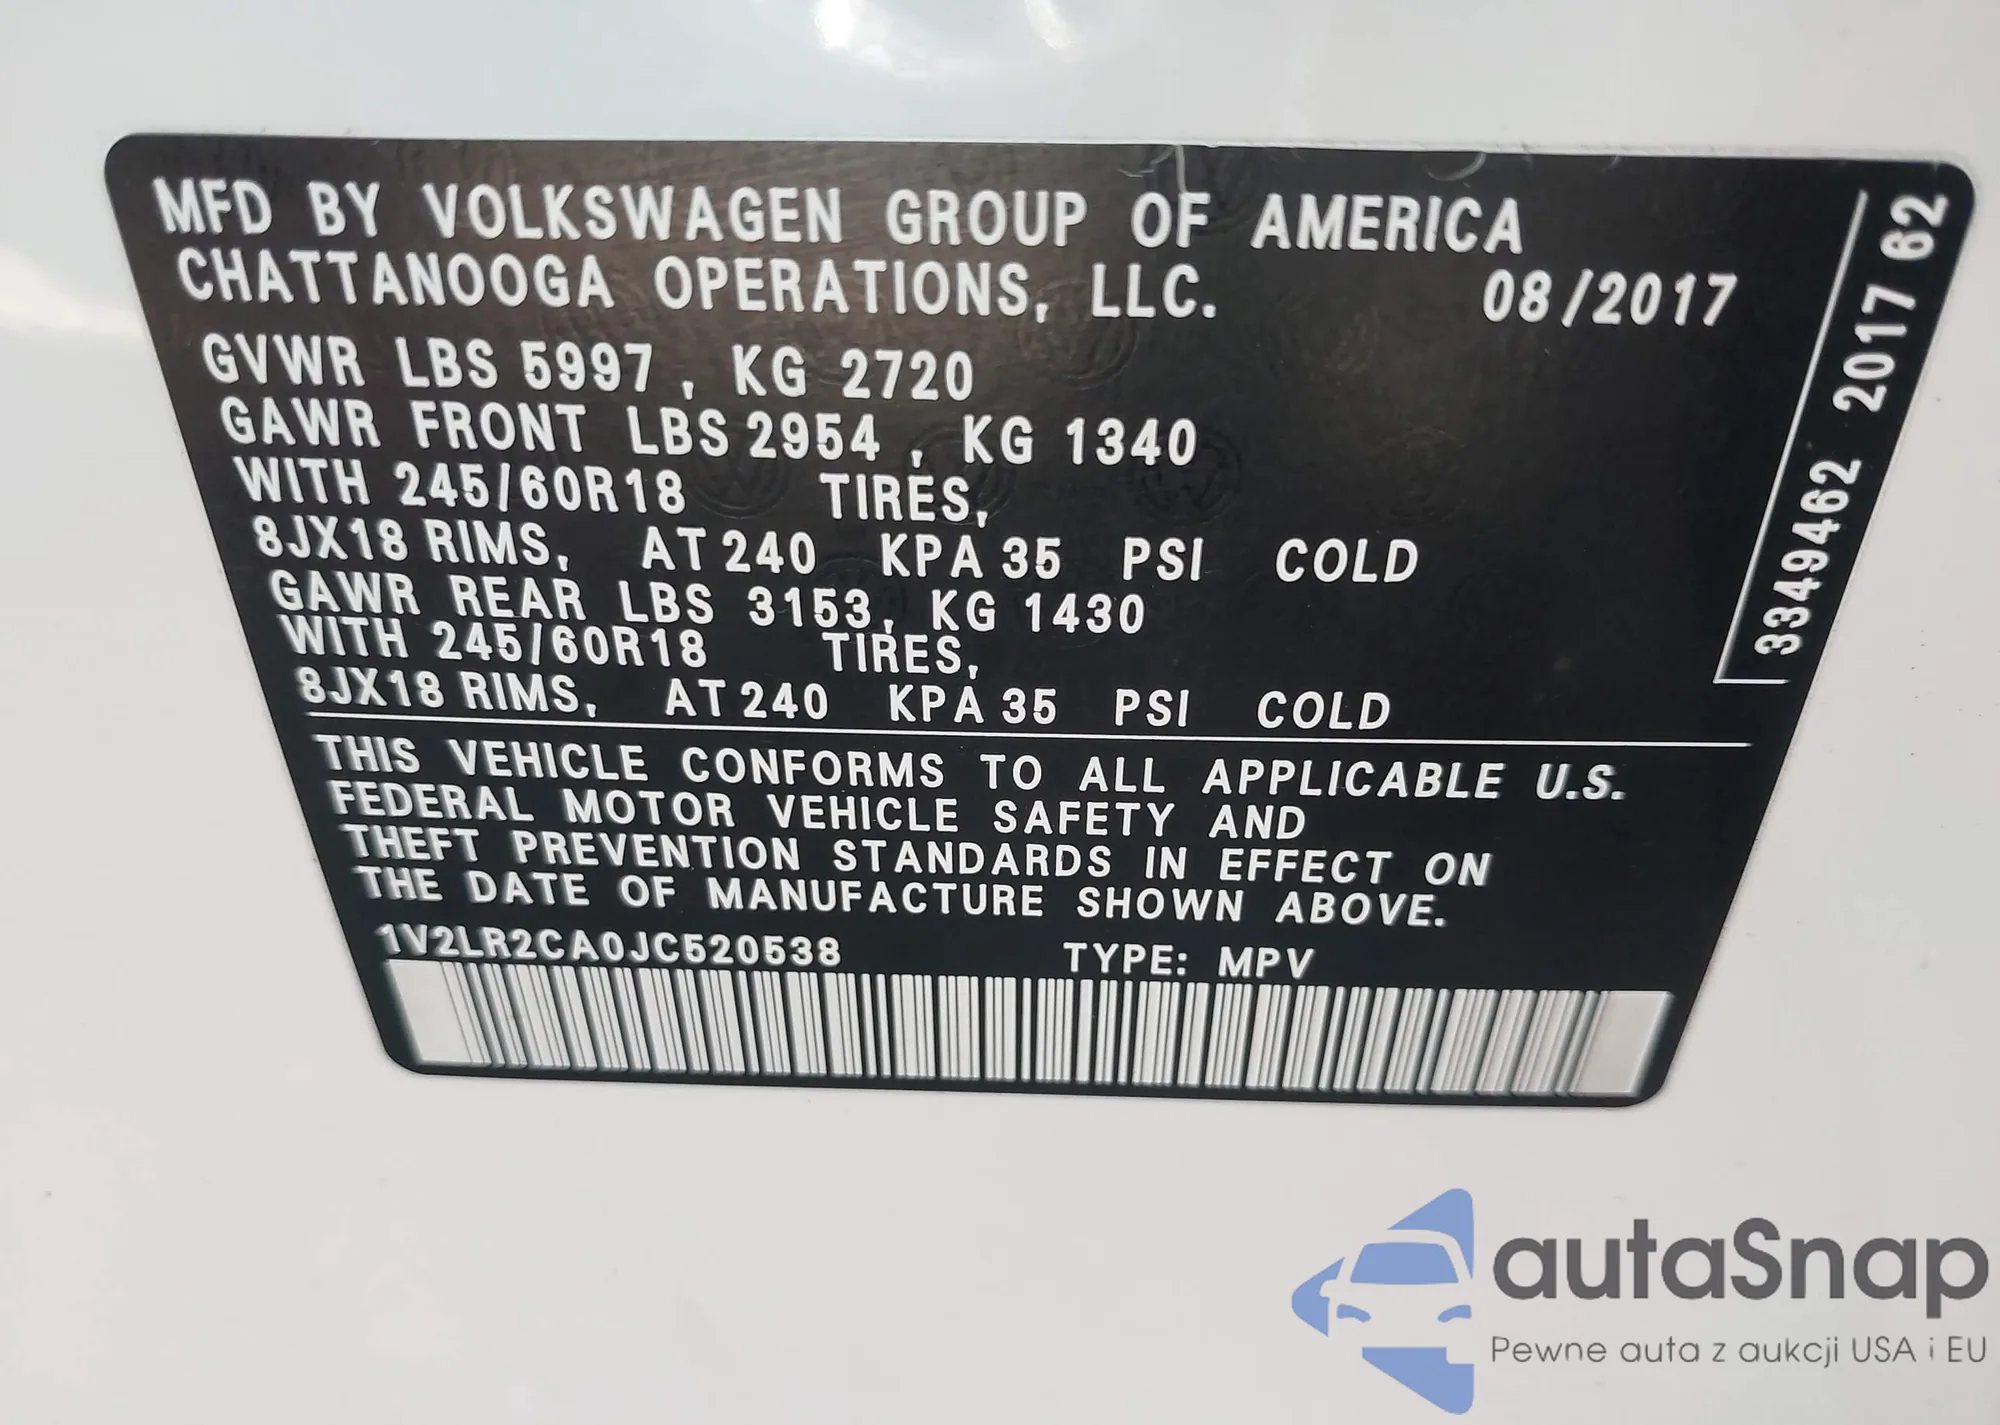 MFD BY VOLKSWAGEN GROUP OF AMERICA
CHATTANOOGA OPERATIONS, LLC. 08/2017
GVWR LBS 5997 , KG 2720
GAWR FRONT LBS 2954 , KG 1340
WITH 245/60R18 TIRES,
8JX18 RIMS, AT 240 KPA 35 PSI COLD
GAWR REAR LBS 3153, KG 1430
WITH 245/60R18 TIRES,
8JX18 RIMS, AT 240 KPA 35 PSI COLD
THIS VEHICLE CONFORMS TO ALL APPLICABLE U.S.
FEDERAL MOTOR VEHICLE SAFETY AND
THEFT PREVENTION STANDARDS IN EFFECT ON
THE DATE OF MANUFACTURE SHOWN ABOVE.
1V2LR2CA0JC520538 TYPE: MPV
3349462 2017 62
autaSnap
Pewne auta z aukcji USA i EU